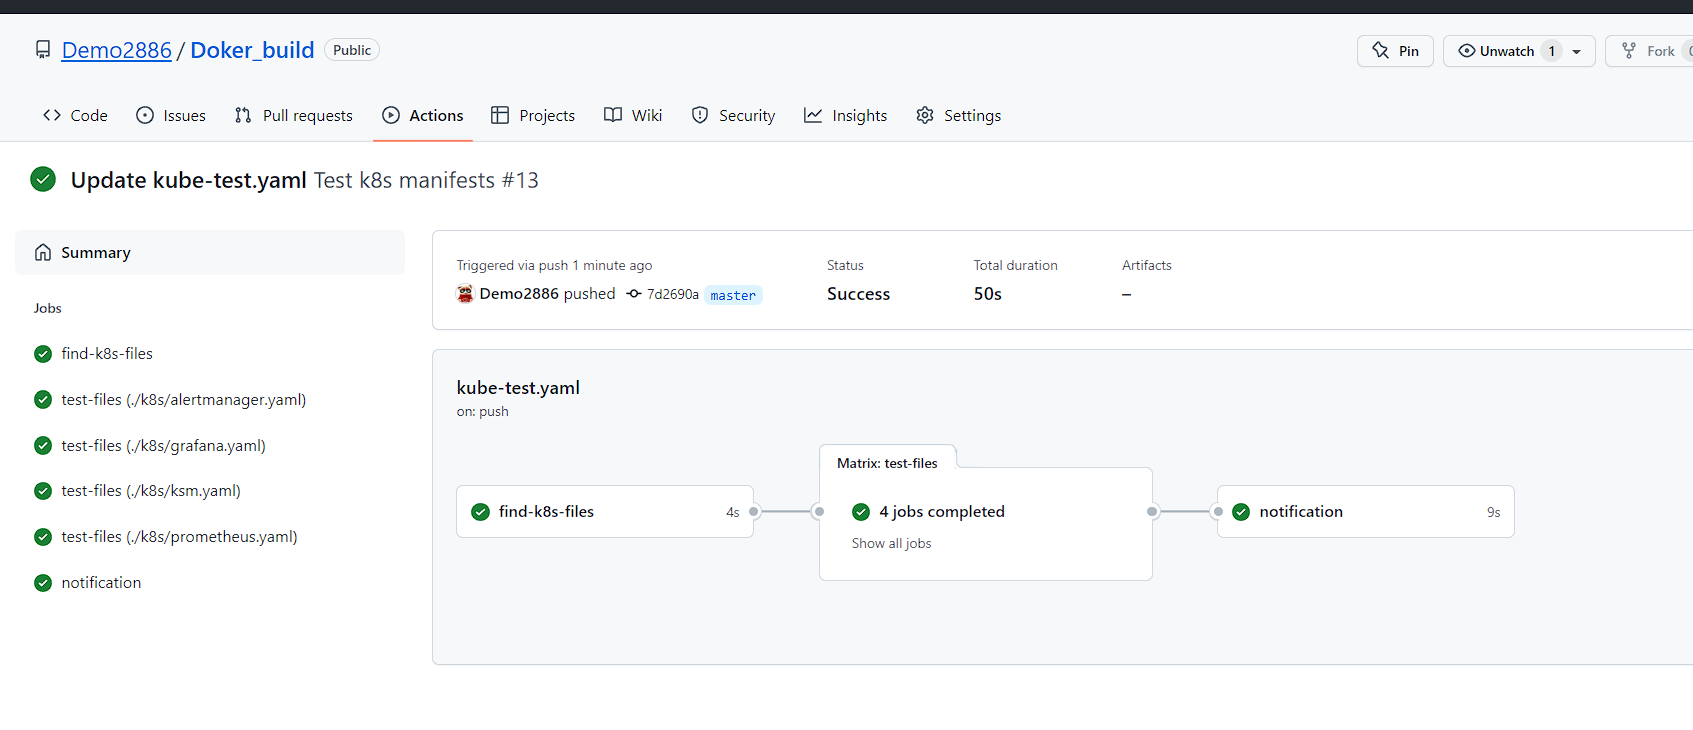 Demo2886 / Doker_build Public
Pin
Unwatch 1
Fork
Code
Issues
Pull requests
Actions
Projects
Wiki
Security
Insights
Settings
Update kube-test.yaml Test k8s manifests #13
Summary
Jobs
find-k8s-files
test-files (./k8s/alertmanager.yaml)
test-files (./k8s/grafana.yaml)
test-files (./k8s/ksm.yaml)
test-files (./k8s/prometheus.yaml)
notification
Triggered via push 1 minute ago
Demo2886 pushed 7d2690a master
Status
Success
Total duration
50s
Artifacts
–
kube-test.yaml
on: push
find-k8s-files 4s
Matrix: test-files
4 jobs completed
Show all jobs
notification 9s